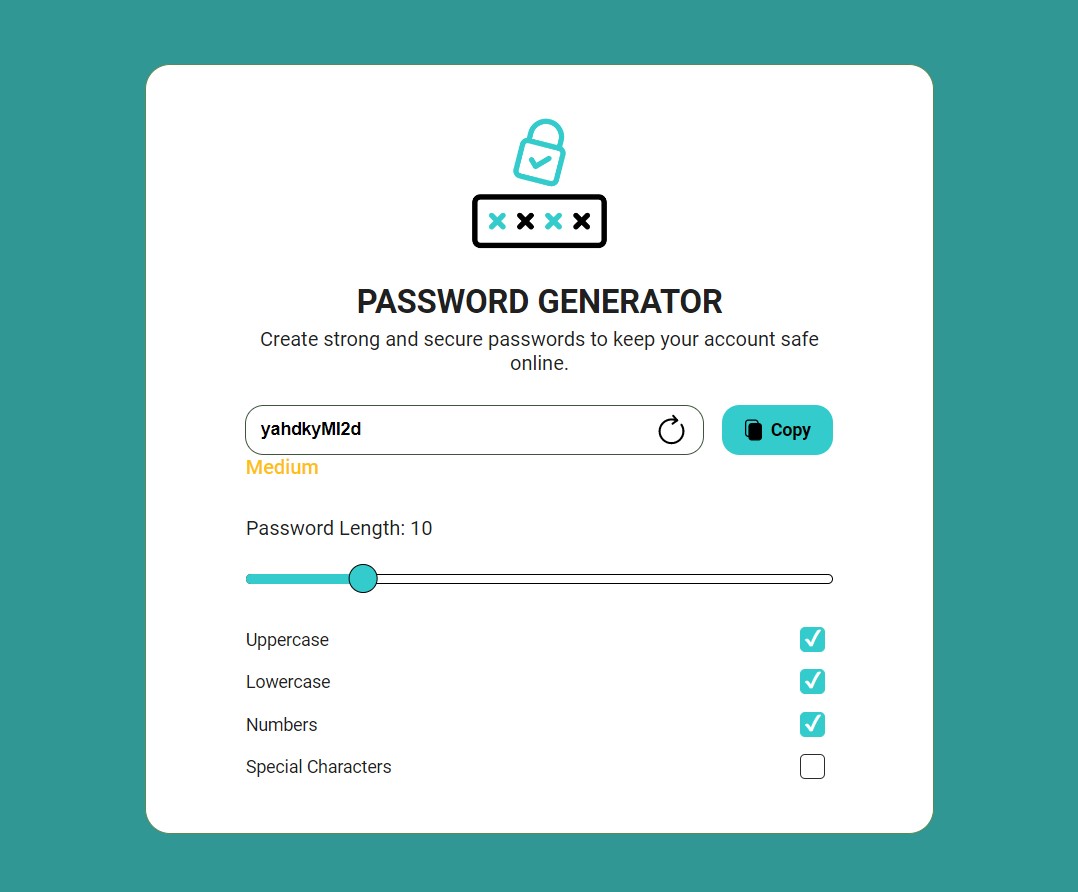 PASSWORD GENERATOR
Create strong and secure passwords to keep your account safe
online.
yahdkyMI2d
Copy
Medium
Password Length: 10
Uppercase
Lowercase
Numbers
Special Characters